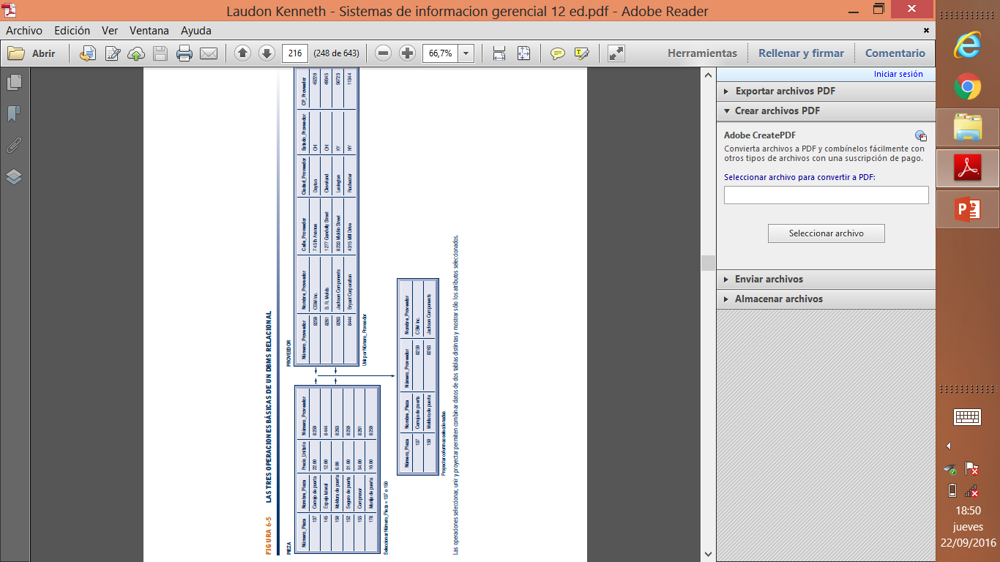 Laudon Kenneth - Sistemas de informacion gerencial 12 ed.pdf - Adobe Reader
Archivo Edición Ver Ventana Ayuda
Abrir 216 (248 de 643) 66,7% Herramientas Rellenar y firmar Comentario
Iniciar sesión
Exportar archivos PDF
Crear archivos PDF
Adobe CreatePDF
Convierta archivos a PDF y combínelos fácilmente con
otros tipos de archivos con una suscripción de pago.
Seleccionar archivo para convertir a PDF:
Seleccionar archivo
Enviar archivos
Almacenar archivos
FIGURA 6-5 LAS TRES OPERACIONES BÁSICAS DE UN DBMS RELACIONAL
PIEZA
Número_Pieza Nombre_Pieza Precio_Unitario Número_Proveedor
137 Cerrojo de puerta 22.00 8259
145 Espejo lateral 12.00 8444
150 Moldura de puerta 6.00 8263
152 Seguro de puerta 31.00 8259
155 Compresor 54.00 8261
178 Manija de puerta 10.00 8259
Seleccionar Número_Pieza = 137 o 150
PROVEEDOR
Número_Proveedor Nombre_Proveedor Calle_Proveedor Ciudad_Proveedor Estado_Proveedor CP_Proveedor
8259 CBM Inc. 74 5th Avenue Dayton OH 45220
8261 B. R. Molds 1277 Gandolly Street Cleveland OH 49345
8263 Jackson Components 8233 Micklin Street Lexington KY 56723
8444 Bryant Corporation 4315 Mill Drive Rochester NY 11344
Unir por Número_Proveedor
Número_Pieza Nombre_Pieza Número_Proveedor Nombre_Proveedor
137 Cerrojo de puerta 8259 CBM Inc.
150 Moldura de puerta 8263 Jackson Components
Proyectar columnas seleccionadas
Las operaciones seleccionar, unir y proyectar permiten combinar datos de dos tablas distintas y mostrar sólo los atributos seleccionados.
18:50
jueves
22/09/2016